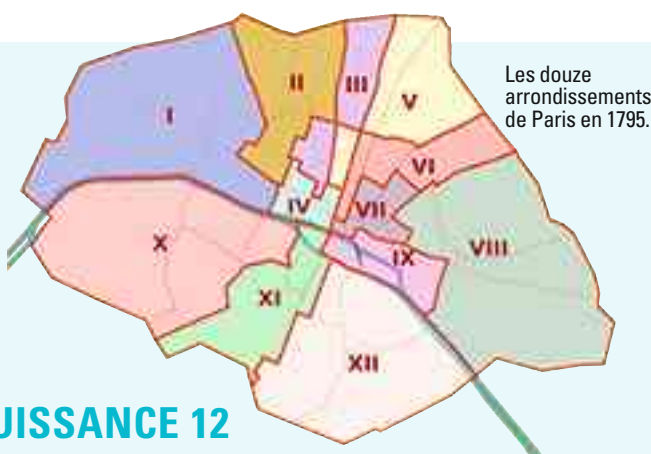 Les douze
arrondissements
de Paris en 1795.
I
II
III
V
VI
IV
VII
X
IX
VIII
XI
XII
UISSANCE 12